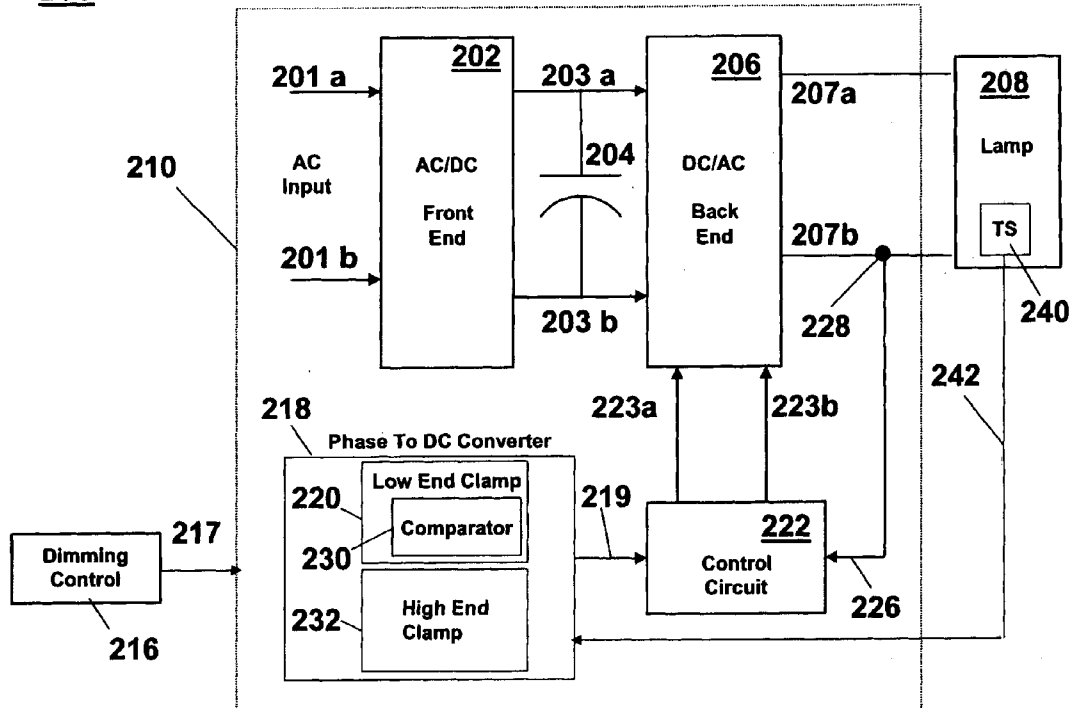 202
206
208
201 a
203 a
207a
Lamp
210
AC
Input
AC/DC
Front
End
204
DC/AC
Back
End
TS
201 b
207b
203 b
228
240
223a
223b
242
218
Phase To DC Converter
220
Low End Clamp
219
230
Comparator
222
Control
Circuit
217
Dimming
Control
232
High End
Clamp
226
216